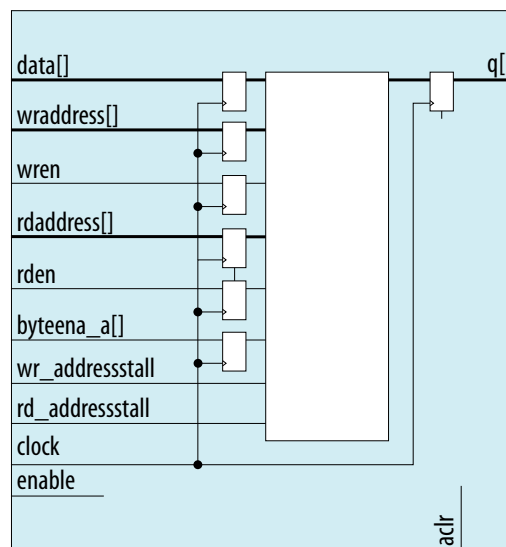 data[]
q[
wraddress[]
wren
rdaddress[]
rden
byteena_a[]
wr_addressstall
rd_addressstall
clock
enable
aclr